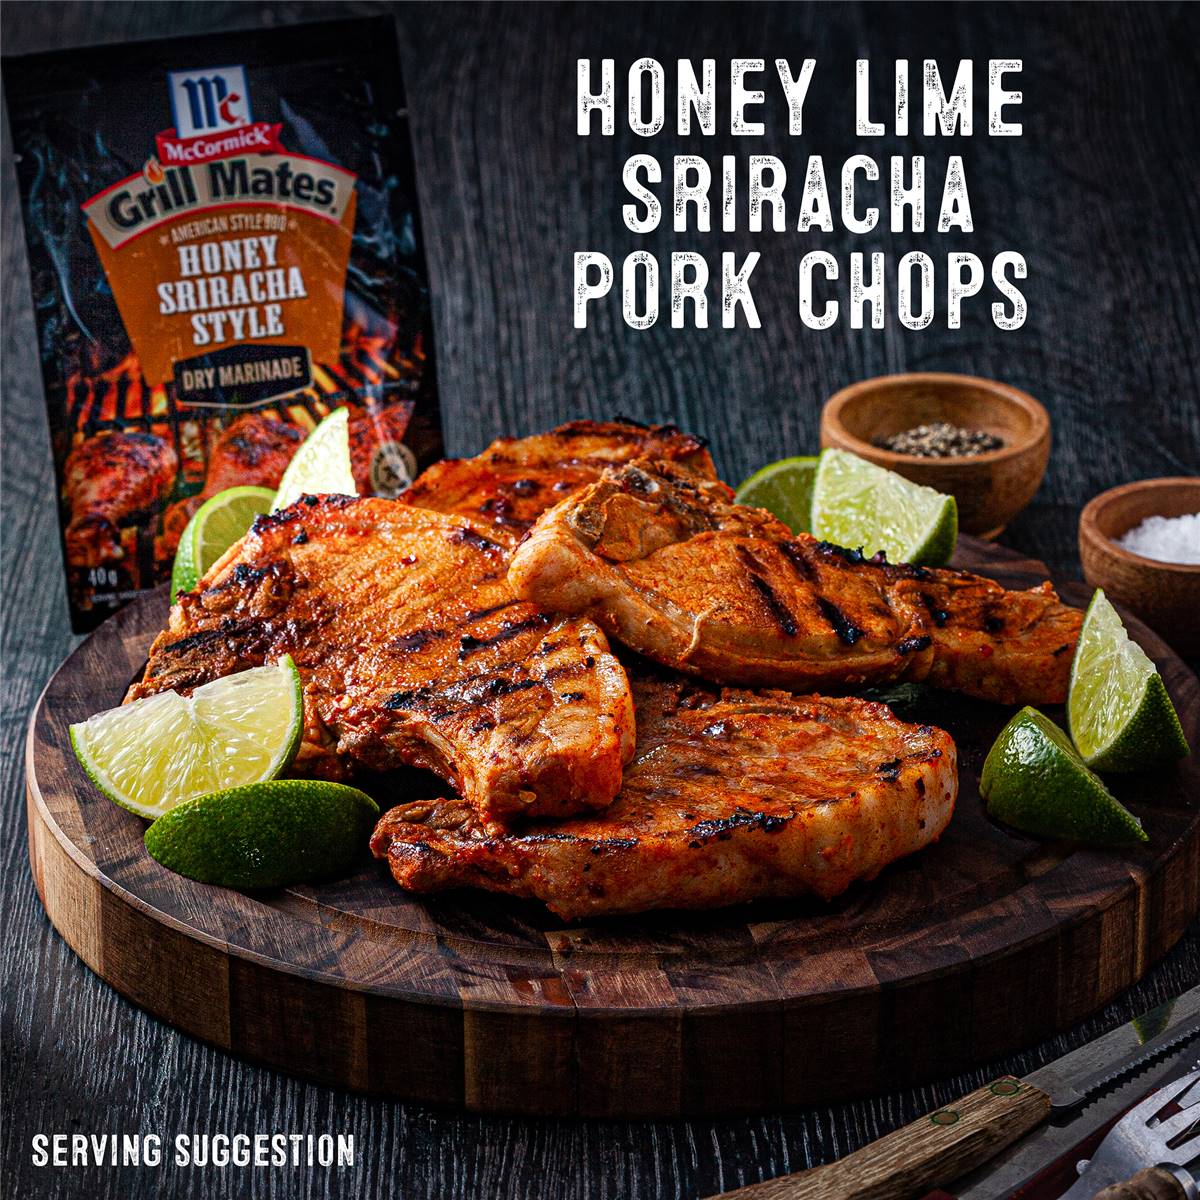 Mc
McCormick
Grill Mates.
AMERICAN STYLE BBQ
HONEY
SRIRACHA
STYLE
DRY MARINADE
40g
HONEY LIME
SRIRACHA
PORK CHOPS
SERVING SUGGESTION